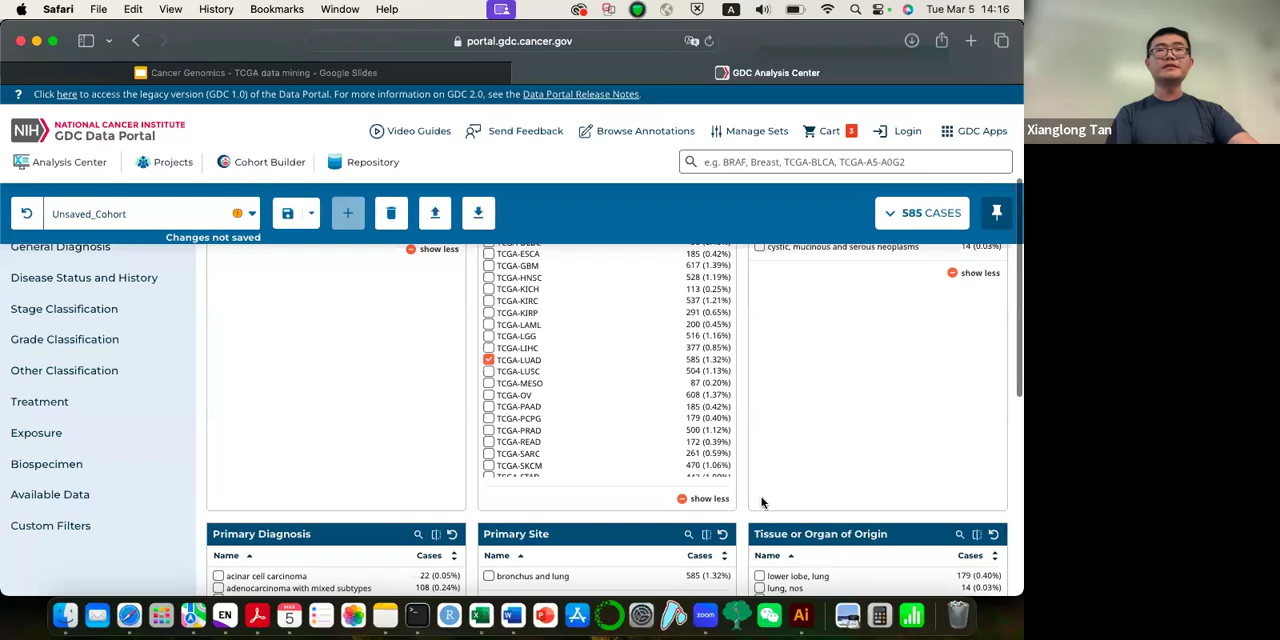 Safari File Edit View History Bookmarks Window Help A Tue Mar 5 14:16
portal.gdc.cancer.gov
Cancer Genomics - TCGA data mining - Google Slides
GDC Analysis Center
? Click here to access the legacy version (GDC 1.0) of the Data Portal. For more information on GDC 2.0, see the Data Portal Release Notes.
NIH NATIONAL CANCER INSTITUTE
GDC Data Portal
Video Guides Send Feedback Browse Annotations Manage Sets Cart 3 Login GDC Apps
Analysis Center Projects Cohort Builder Repository
e.g. BRAF, Breast, TCGA-BLCA, TCGA-A5-A0G2
Unsaved_Cohort
Changes not saved
585 CASES
General Diagnosis
Disease Status and History
Stage Classification
Grade Classification
Other Classification
Treatment
Exposure
Biospecimen
Available Data
Custom Filters
show less
TCGA-ESCA 185 (0.42%)
TCGA-GBM 617 (1.39%)
TCGA-HNSC 528 (1.19%)
TCGA-KICH 113 (0.25%)
TCGA-KIRC 537 (1.21%)
TCGA-KIRP 291 (0.65%)
TCGA-LAML 200 (0.45%)
TCGA-LGG 516 (1.16%)
TCGA-LIHC 377 (0.85%)
TCGA-LUAD 585 (1.32%)
TCGA-LUSC 504 (1.13%)
TCGA-MESO 87 (0.20%)
TCGA-OV 608 (1.37%)
TCGA-PAAD 185 (0.42%)
TCGA-PCPG 179 (0.40%)
TCGA-PRAD 500 (1.12%)
TCGA-READ 172 (0.39%)
TCGA-SARC 261 (0.59%)
TCGA-SKCM 470 (1.06%)
show less
cystic, mucinous and serous neoplasms 14 (0.03%)
show less
Primary Diagnosis
Name Cases
acinar cell carcinoma 22 (0.05%)
adenocarcinoma with mixed subtypes 108 (0.24%)
Primary Site
Name Cases
bronchus and lung 585 (1.32%)
Tissue or Organ of Origin
Name Cases
lower lobe, lung 179 (0.40%)
lung, nos 14 (0.03%)
Xianglong Tan
EN
MAR
5
R
zoom
Ai